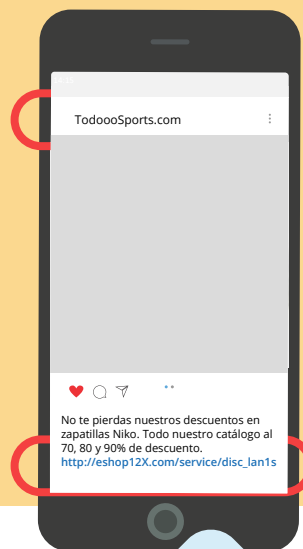 TodoooSports.com
No te pierdas nuestros descuentos en
zapatillas Niko. Todo nuestro catálogo al
70, 80 y 90% de descuento.
http://eshop12X.com/service/disc_lan1s